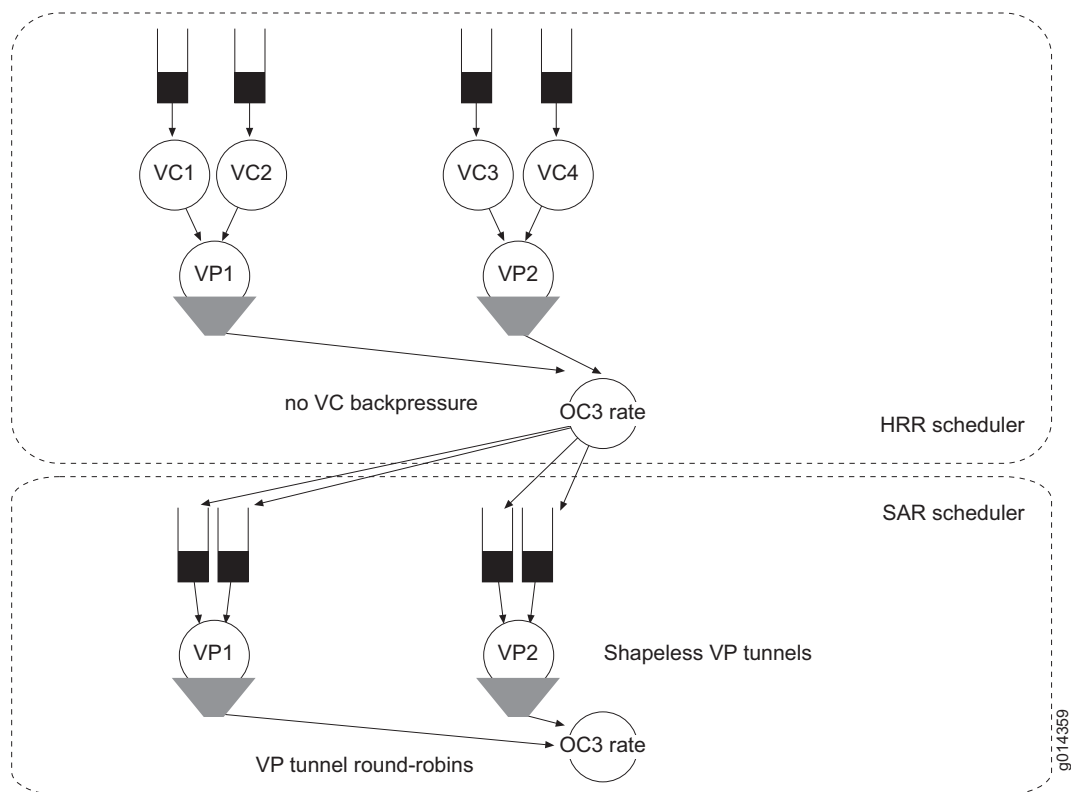 VC1
VC2
VC3
VC4
VP1
VP2
no VC backpressure
OC3 rate
HRR scheduler
SAR scheduler
VP1
VP2
Shapeless VP tunnels
OC3 rate
VP tunnel round-robins
g014359